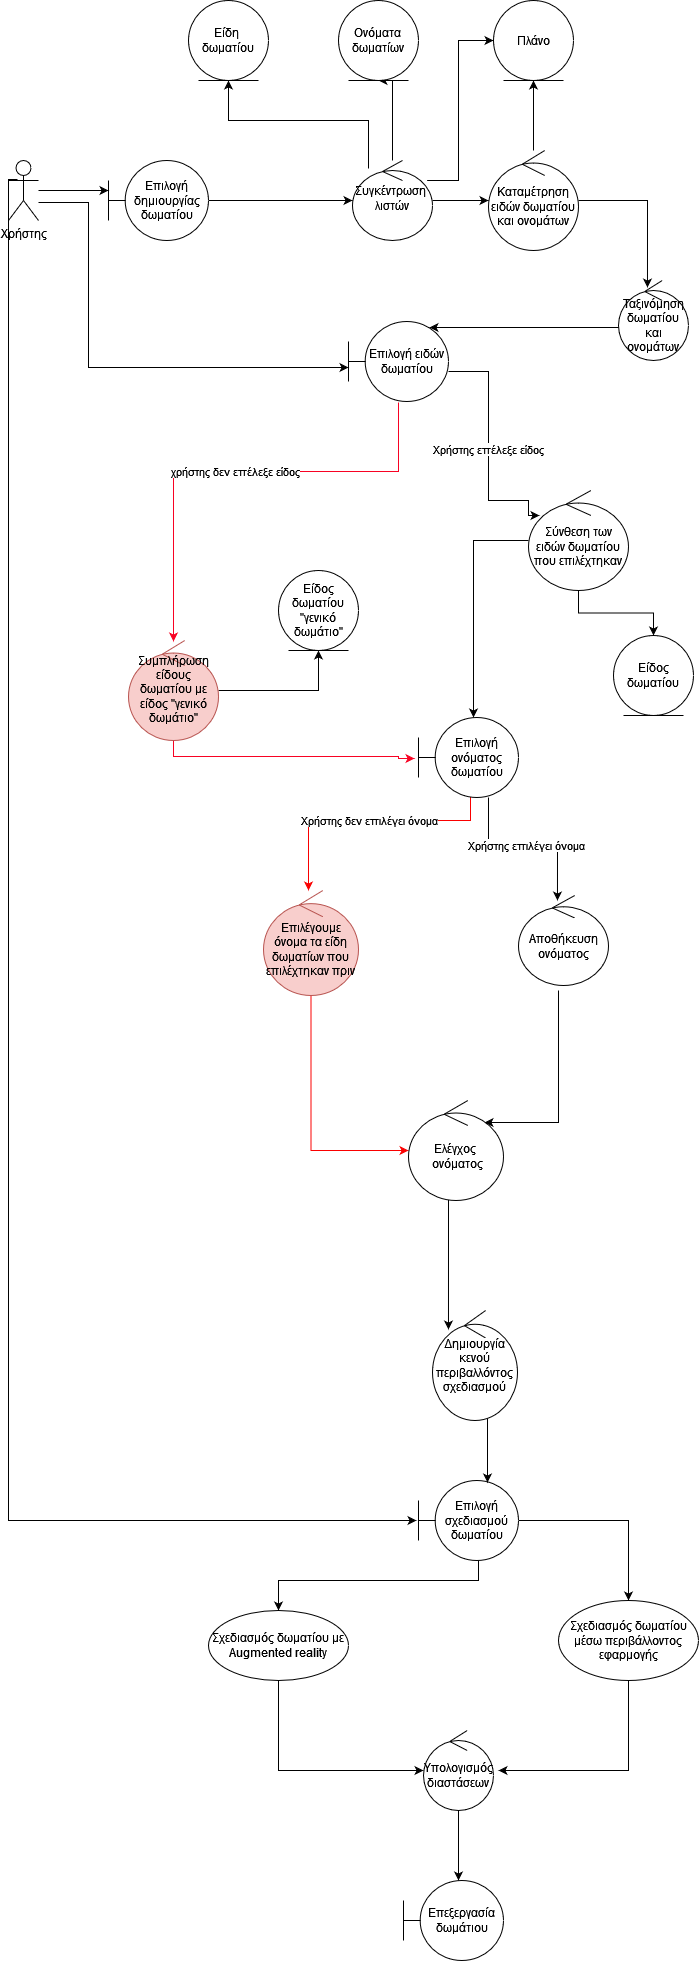 Είδη
δωματίου
Ονόματα
δωματίων
Πλάνο
Χρήστης
Επιλογή
δημιουργίας
δωματίου
Συγκέντρωση
λιστών
Καταμέτρηση
ειδών δωματίου
και ονομάτων
Ταξινόμηση
δωματίου
και
ονομάτων
Επιλογή ειδών
δωματίου
Χρήστης επέλεξε είδος
χρήστης δεν επέλεξε είδος
Σύνθεση των
ειδών δωματίου
που επιλέχτηκαν
Είδος
δωματίου
"γενικό
δωμάτιο"
Συμπλήρωση
είδους
δωματίου με
είδος "γενικό
δωμάτιο"
Είδος
δωματίου
Επιλογή
ονόματος
δωματίου
Χρήστης δεν επιλέγει όνομα
Χρήστης επιλέγει όνομα
Επιλέγουμε
όνομα τα είδη
δωματίων που
επιλέχτηκαν πριν
Αποθήκευση
ονόματος
Ελέγχος
ονόματος
Δημιουργία
κενού
περιβαλλόντος
σχεδιασμού
Επιλογή
σχεδιασμού
δωματίου
Σχεδιασμός δωματίου με
Augmented reality
Σχεδιασμός δωματίου
μέσω περιβάλλοντος
εφαρμογής
Υπολογισμός
διαστάσεων
Επεξεργασία
δωμάτιου